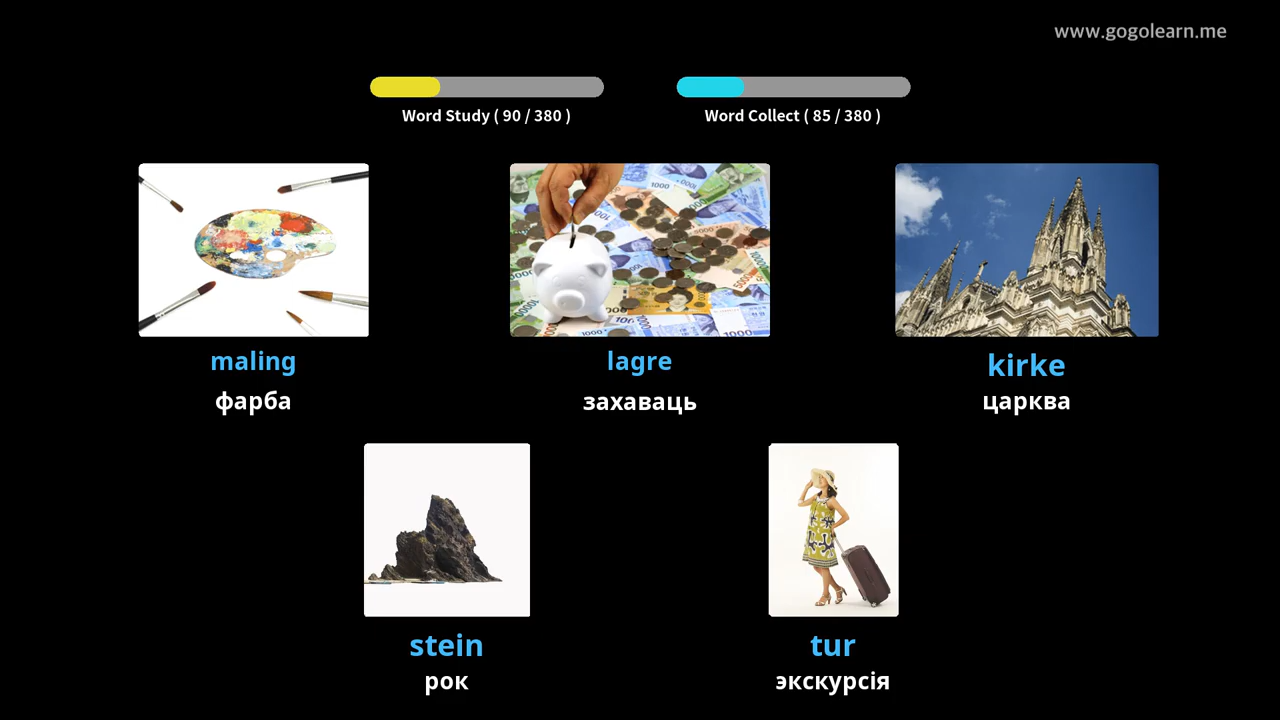 www.gogolearn.me
Word Study ( 90 / 380 )
Word Collect ( 85 / 380 )
maling
фарба
lagre
захаваць
kirke
царква
stein
рок
tur
экскурсія